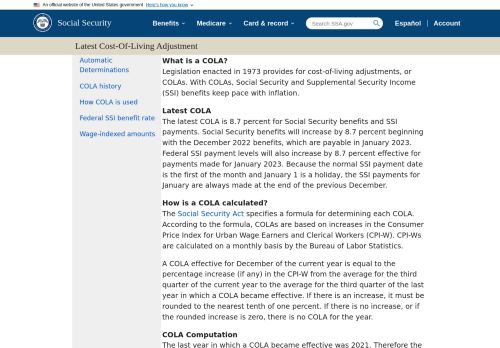 An official website of the United States government Here's how you know
Social Security Benefits Medicare Card & record Search SSA.gov Español Account
Latest Cost-Of-Living Adjustment
Automatic
Determinations
COLA history
How COLA is used
Federal SSI benefit rate
Wage-indexed amounts
What is a COLA?
Legislation enacted in 1973 provides for cost-of-living adjustments, or
COLAs. With COLAs, Social Security and Supplemental Security Income
(SSI) benefits keep pace with inflation.
Latest COLA
The latest COLA is 8.7 percent for Social Security benefits and SSI
payments. Social Security benefits will increase by 8.7 percent beginning
with the December 2022 benefits, which are payable in January 2023.
Federal SSI payment levels will also increase by 8.7 percent effective for
payments made for January 2023. Because the normal SSI payment date
is the first of the month and January 1 is a holiday, the SSI payments for
January are always made at the end of the previous December.
How is a COLA calculated?
The Social Security Act specifies a formula for determining each COLA.
According to the formula, COLAs are based on increases in the Consumer
Price Index for Urban Wage Earners and Clerical Workers (CPI-W). CPI-Ws
are calculated on a monthly basis by the Bureau of Labor Statistics.
A COLA effective for December of the current year is equal to the
percentage increase (if any) in the CPI-W from the average for the third
quarter of the current year to the average for the third quarter of the last
year in which a COLA became effective. If there is an increase, it must be
rounded to the nearest tenth of one percent. If there is no increase, or if
the rounded increase is zero, there is no COLA for the year.
COLA Computation
The last year in which a COLA became effective was 2021. Therefore the